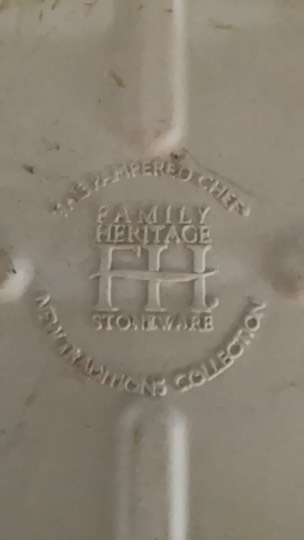 THE PAMPERED CHEF
FAMILY
HERITAGE
FH
STONEWARE
NEW TRADITIONS COLLECTION